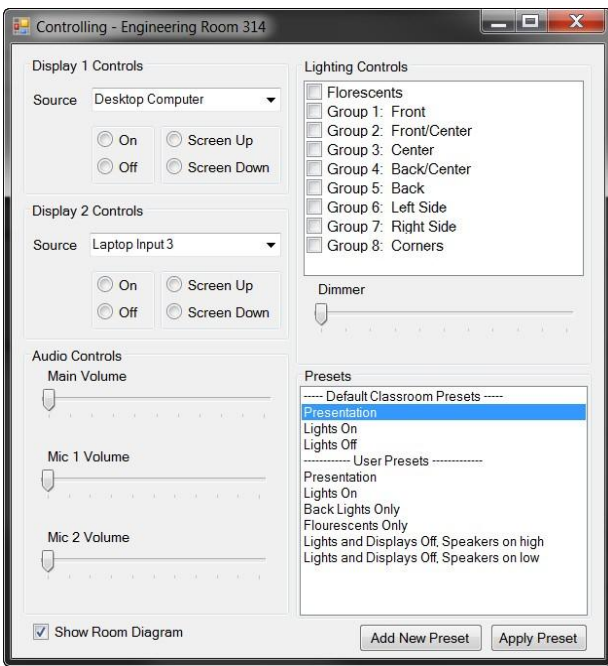 Controlling - Engineering Room 314
Display 1 Controls
Source Desktop Computer
On Screen Up
Off Screen Down
Display 2 Controls
Source Laptop Input 3
On Screen Up
Off Screen Down
Audio Controls
Main Volume
Mic 1 Volume
Mic 2 Volume
Show Room Diagram
Lighting Controls
Florescents
Group 1: Front
Group 2: Front/Center
Group 3: Center
Group 4: Back/Center
Group 5: Back
Group 6: Left Side
Group 7: Right Side
Group 8: Corners
Dimmer
Presets
----- Default Classroom Presets -----
Presentation
Lights On
Lights Off
------------ User Presets -------------
Presentation
Lights On
Back Lights Only
Flourescents Only
Lights and Displays Off, Speakers on high
Lights and Displays Off, Speakers on low
Add New Preset Apply Preset